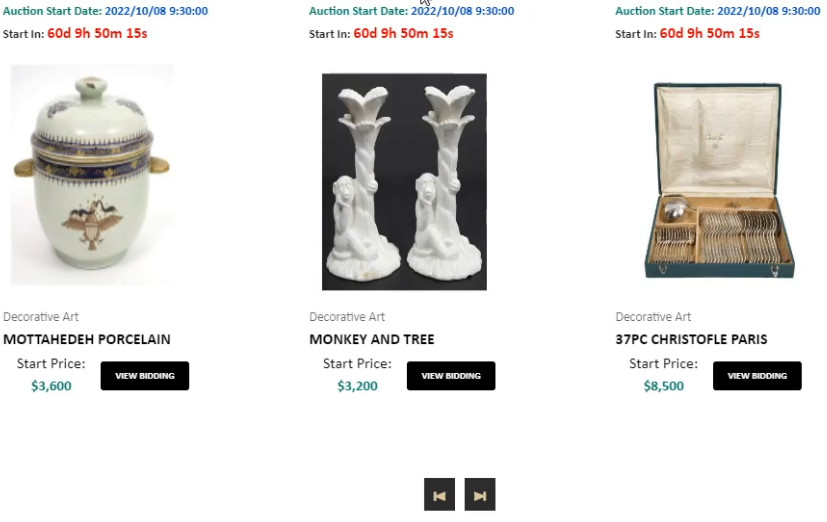 Auction Start Date: 2022/10/08 9:30:00
Start In: 60d 9h 50m 15s
Decorative Art
MOTTAHEDEH PORCELAIN
Start Price:
$3,600
VIEW BIDDING
Auction Start Date: 2022/10/08 9:30:00
Start In: 60d 9h 50m 15s
Decorative Art
MONKEY AND TREE
Start Price:
$3,200
VIEW BIDDING
Auction Start Date: 2022/10/08 9:30:00
Start In: 60d 9h 50m 15s
Decorative Art
37PC CHRISTOFLE PARIS
Start Price:
$8,500
VIEW BIDDING